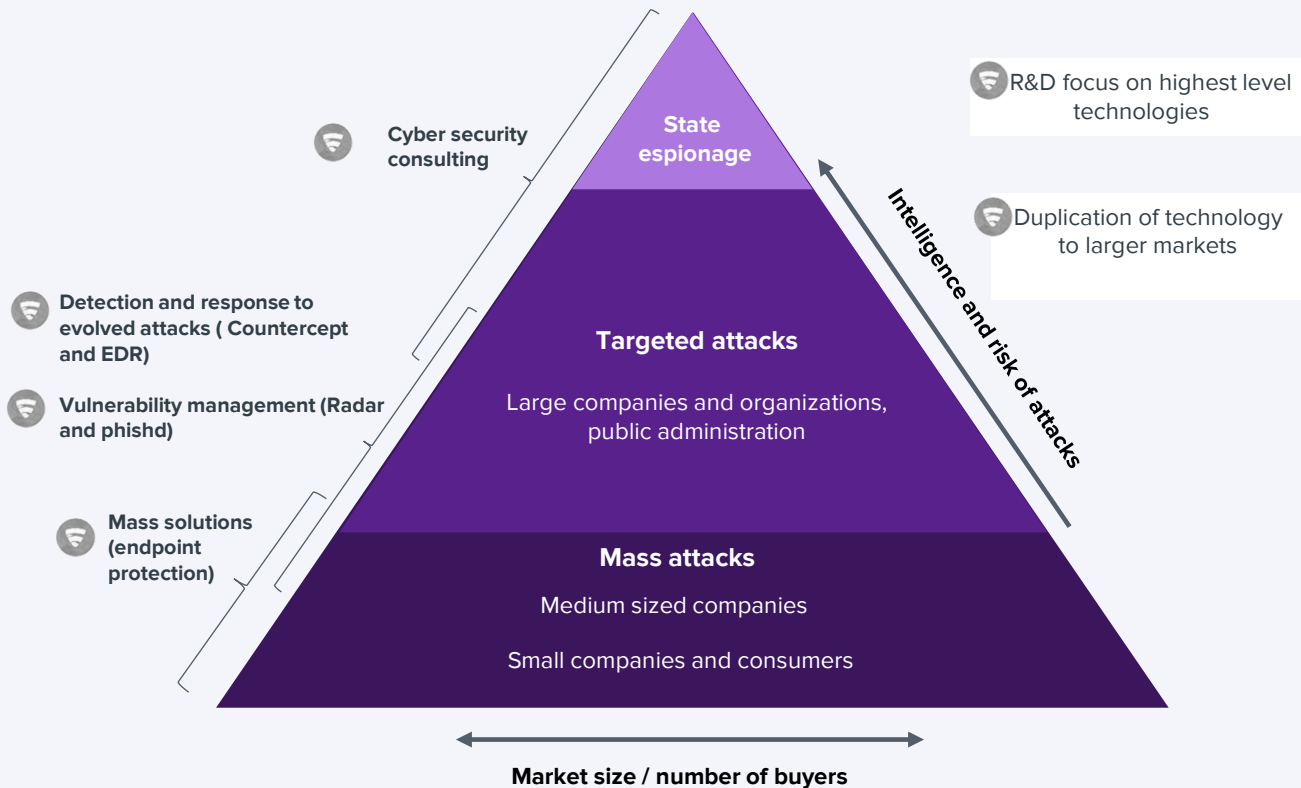 State
espionage
Cyber security
consulting
R&D focus on highest level
technologies
Duplication of technology
to larger markets
Intelligence and risk of attacks
Detection and response to
evolved attacks ( Countercept
and EDR)
Targeted attacks
Large companies and organizations,
public administration
Vulnerability management (Radar
and phishd)
Mass solutions
(endpoint
protection)
Mass attacks
Medium sized companies
Small companies and consumers
Market size / number of buyers